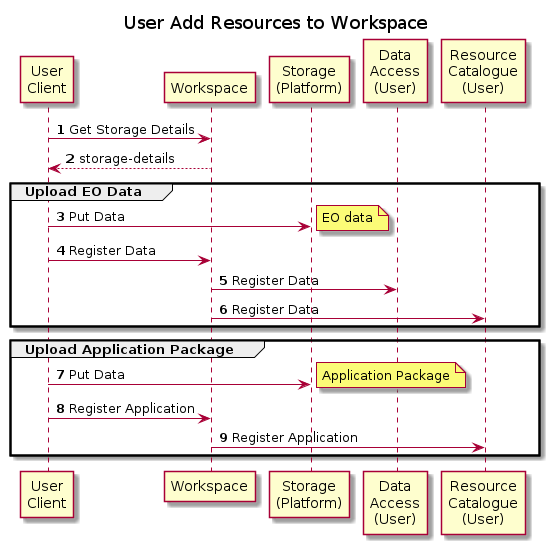 User Add Resources to Workspace
User
Client
Workspace
Storage
(Platform)
Data
Access
(User)
Resource
Catalogue
(User)
1 Get Storage Details
2 storage-details
Upload EO Data
3 Put Data
EO data
4 Register Data
5 Register Data
6 Register Data
Upload Application Package
7 Put Data
Application Package
8 Register Application
9 Register Application
User
Client
Workspace
Storage
(Platform)
Data
Access
(User)
Resource
Catalogue
(User)